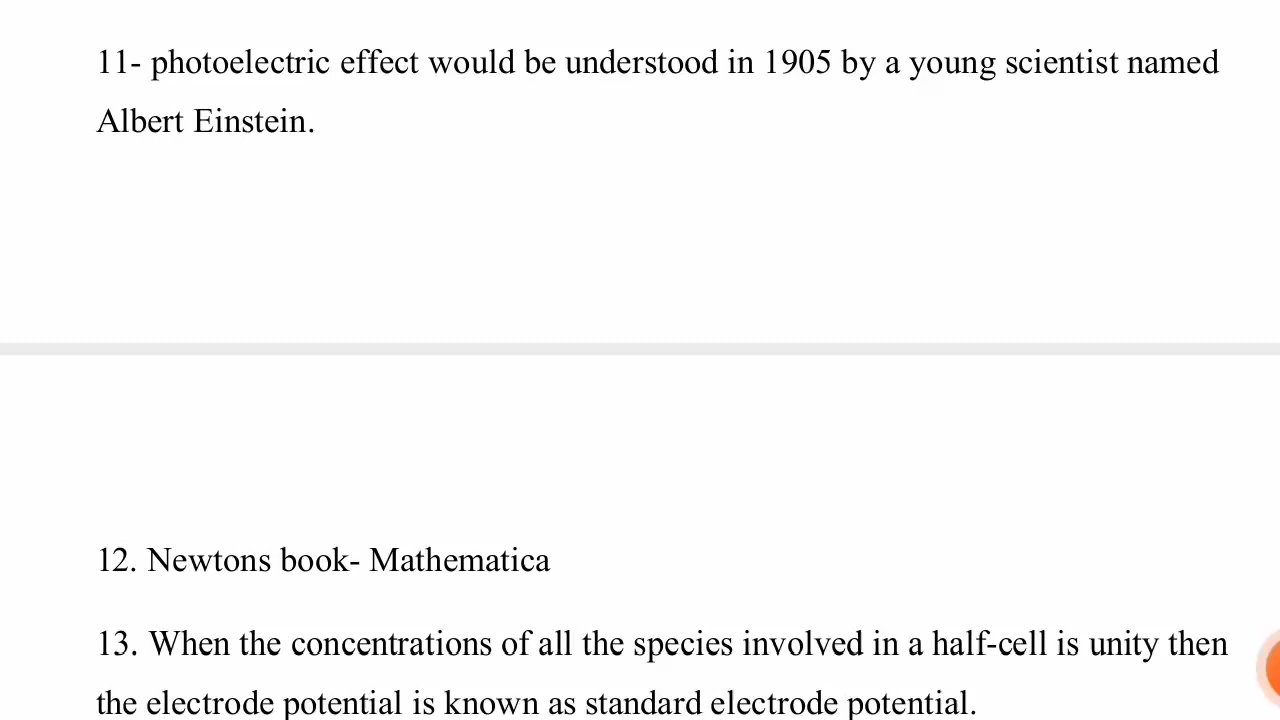 11- photoelectric effect would be understood in 1905 by a young scientist named
Albert Einstein.
12. Newtons book- Mathematica
13. When the concentrations of all the species involved in a half-cell is unity then
the electrode potential is known as standard electrode potential.